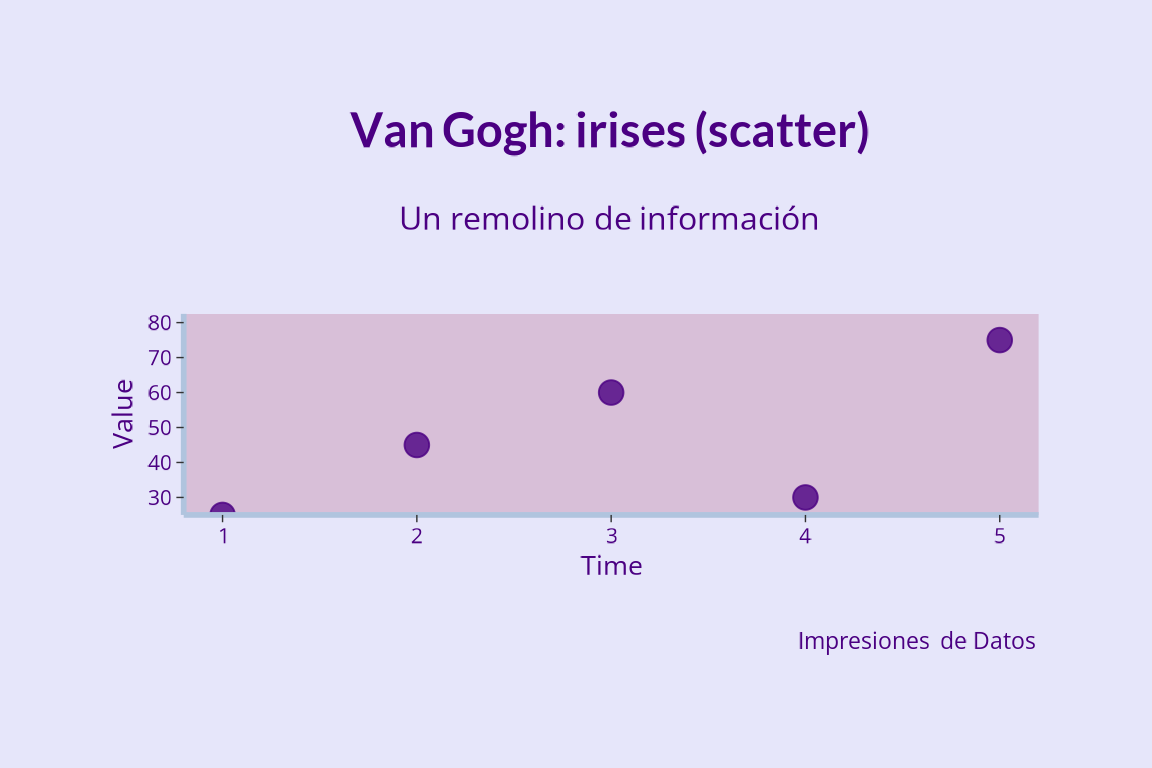 Van Gogh: irises (scatter)
Un remolino de información
80
70
60
50
40
30
Value
1 2 3 4 5
Time
Impresiones  de Datos